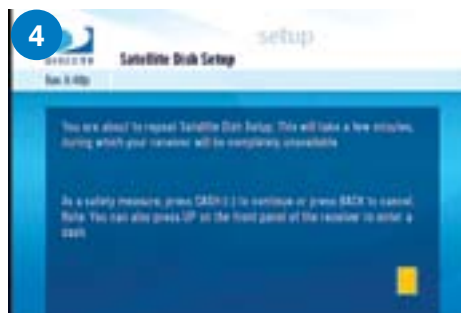 4
setup
DIRECTV
Satellite Dish Setup
You are about to repeat Satellite Dish Setup. This will take a few minutes,
during which your receiver will be completely unavailable.
As a safety measure, press DASH (-) to continue or press BACK to cancel.
Note: You can also press UP on the front panel of the receiver to enter a
dash.